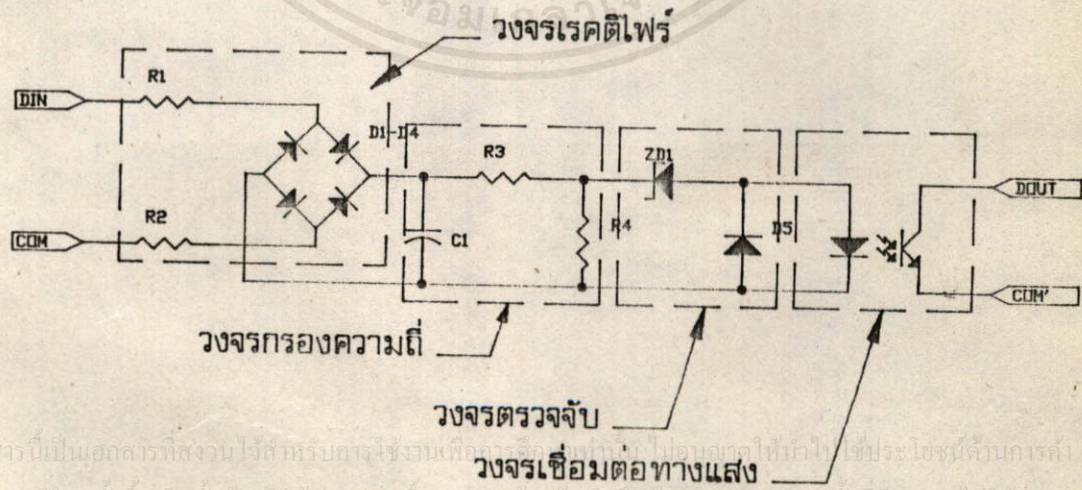 วงจรเรคติไฟร์
R1
DIN
D1-D4
R3
ZD1
DOUT
R2
R4
D5
COM
C1
COM'
วงจรกรองความถี่
วงจรตรวจจับ
วงจรเชื่อมต่อทางแสง